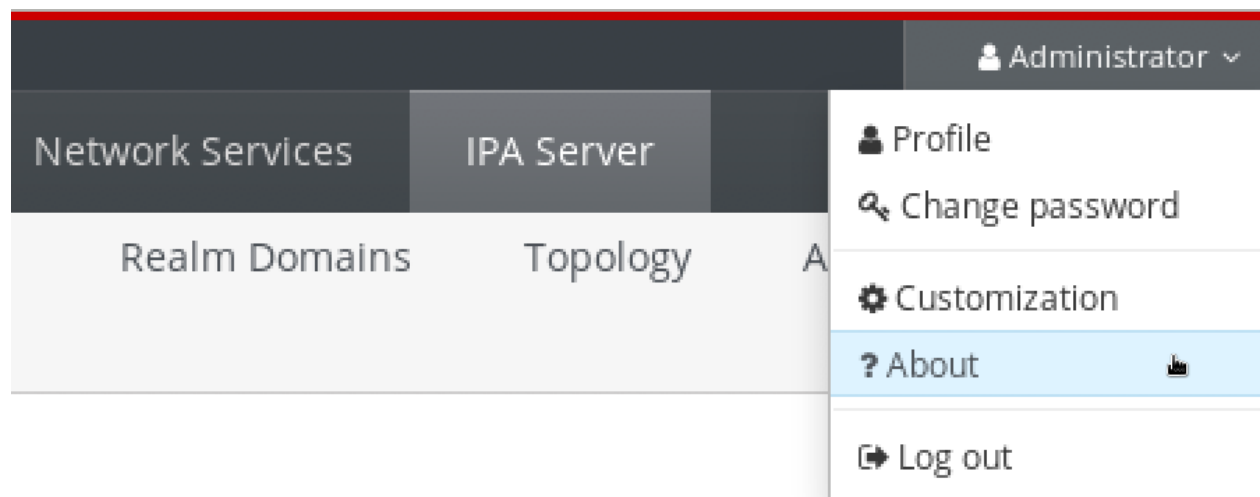 Administrator
Network Services IPA Server
Profile
Change password
Realm Domains Topology A
Customization
? About
Log out